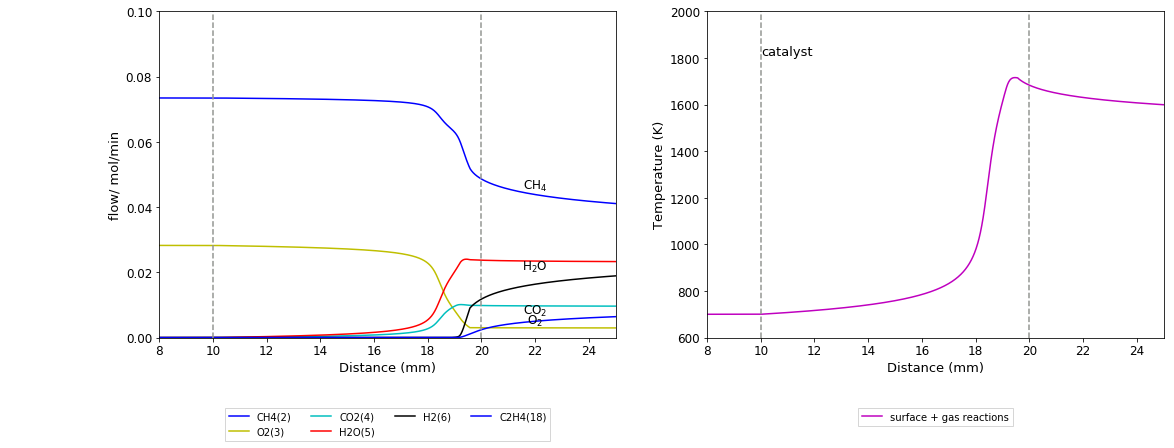 0.10
0.08
0.06
0.04
0.02
0.00
flow/ mol/min
CH4
H2O
CO2
O2
8 10 12 14 16 18 20 22 24
Distance (mm)
CH4(2) CO2(4) H2(6) C2H4(18)
O2(3) H2O(5)
2000
1800
1600
1400
1200
1000
800
600
Temperature (K)
catalyst
8 10 12 14 16 18 20 22 24
Distance (mm)
surface + gas reactions